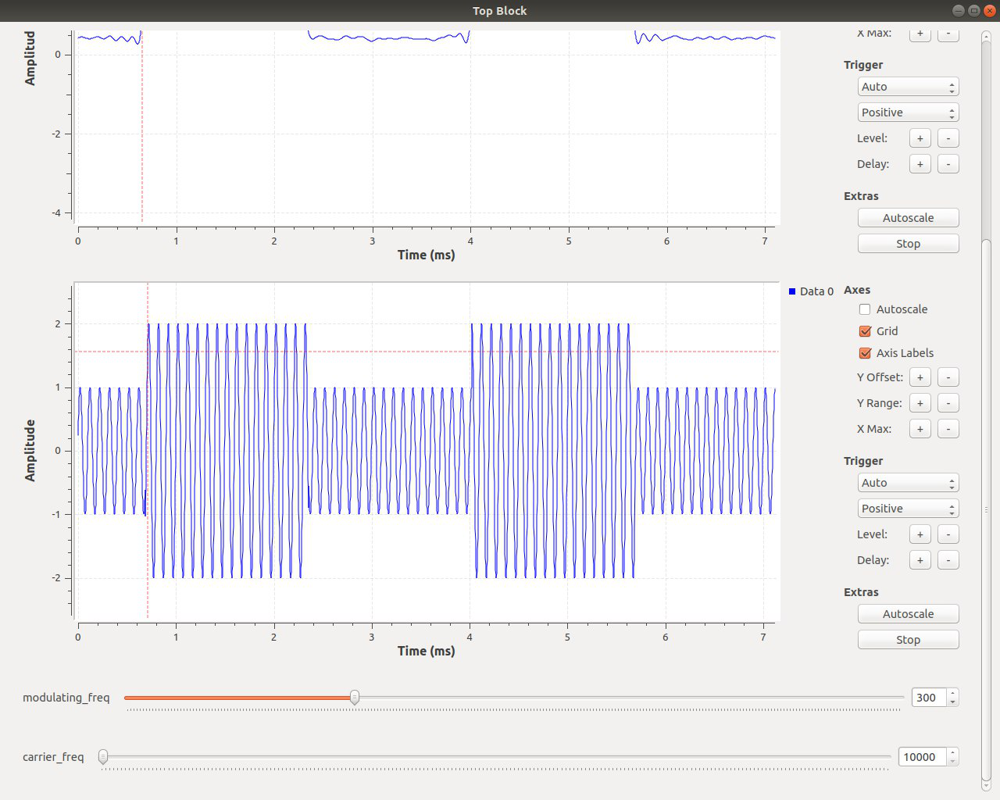 Top Block
Amplitud
0
-2
-4
0 1 2 3 4 5 6 7
Time (ms)
X Max: + -
Trigger
Auto
Positive
Level: + -
Delay: + -
Extras
Autoscale
Stop
Amplitude
2
1
0
-1
-2
0 1 2 3 4 5 6 7
Time (ms)
Data 0
Axes
Autoscale
Grid
Axis Labels
Y Offset: + -
Y Range: + -
X Max: + -
Trigger
Auto
Positive
Level: + -
Delay: + -
Extras
Autoscale
Stop
modulating_freq 300
carrier_freq 10000